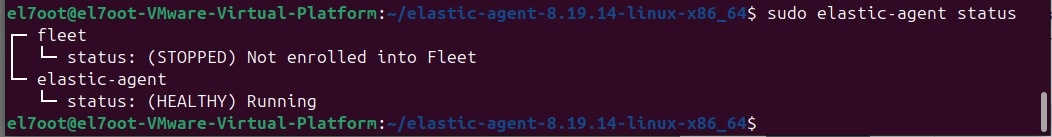 el7oot@el7oot-VMware-Virtual-Platform:~/elastic-agent-8.19.14-linux-x86_64$ sudo elastic-agent status
┌─ fleet
│  └─ status: (STOPPED) Not enrolled into Fleet
└─ elastic-agent
   └─ status: (HEALTHY) Running
el7oot@el7oot-VMware-Virtual-Platform:~/elastic-agent-8.19.14-linux-x86_64$